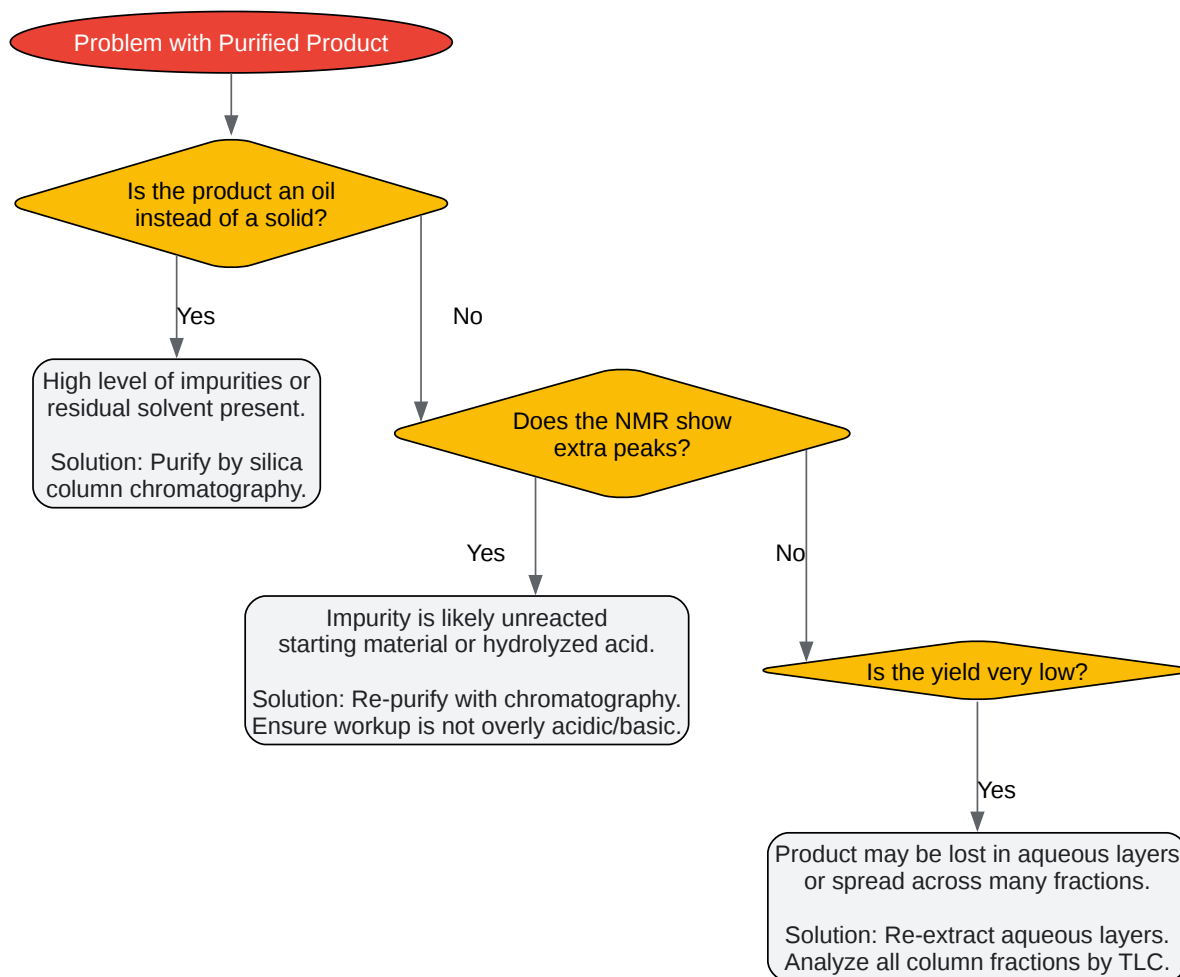 Problem with Purified Product
Is the product an oil
instead of a solid?
Yes
No
High level of impurities or
residual solvent present.
Solution: Purify by silica
column chromatography.
Does the NMR show
extra peaks?
Yes
No
Impurity is likely unreacted
starting material or hydrolyzed acid.
Solution: Re-purify with chromatography.
Ensure workup is not overly acidic/basic.
Is the yield very low?
Yes
Product may be lost in aqueous layers
or spread across many fractions.
Solution: Re-extract aqueous layers.
Analyze all column fractions by TLC.